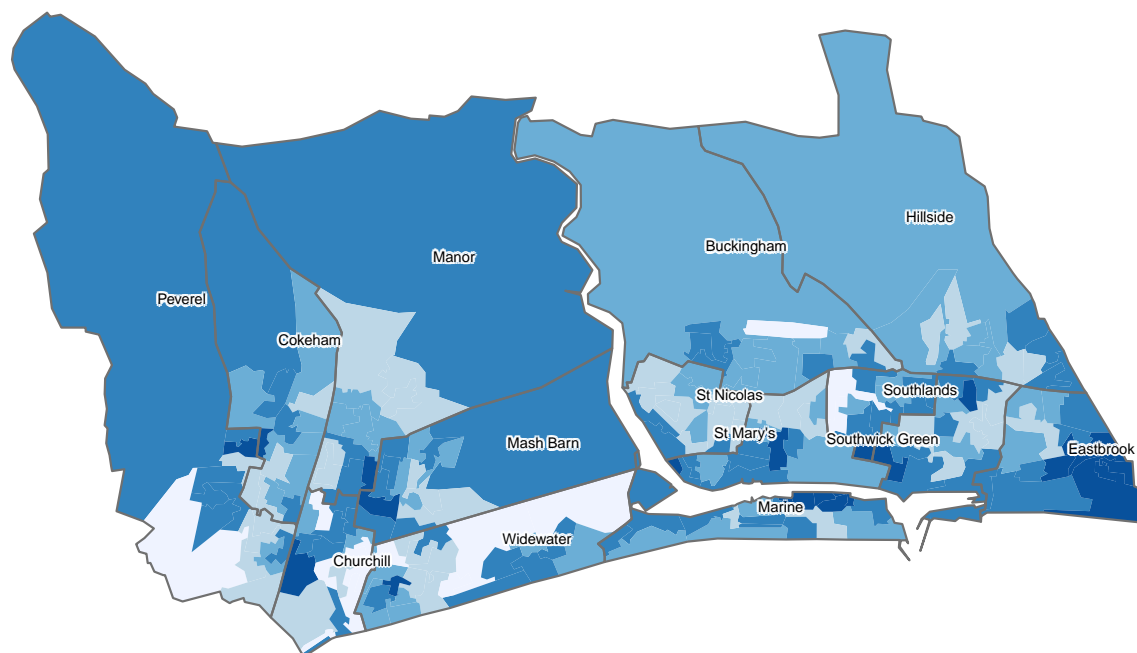 Hillside
Buckingham
Manor
Peverel
Cokeham
Southlands
St Nicolas
St Mary's
Southwick Green
Mash Barn
Eastbrook
Marine
Widewater
Churchill